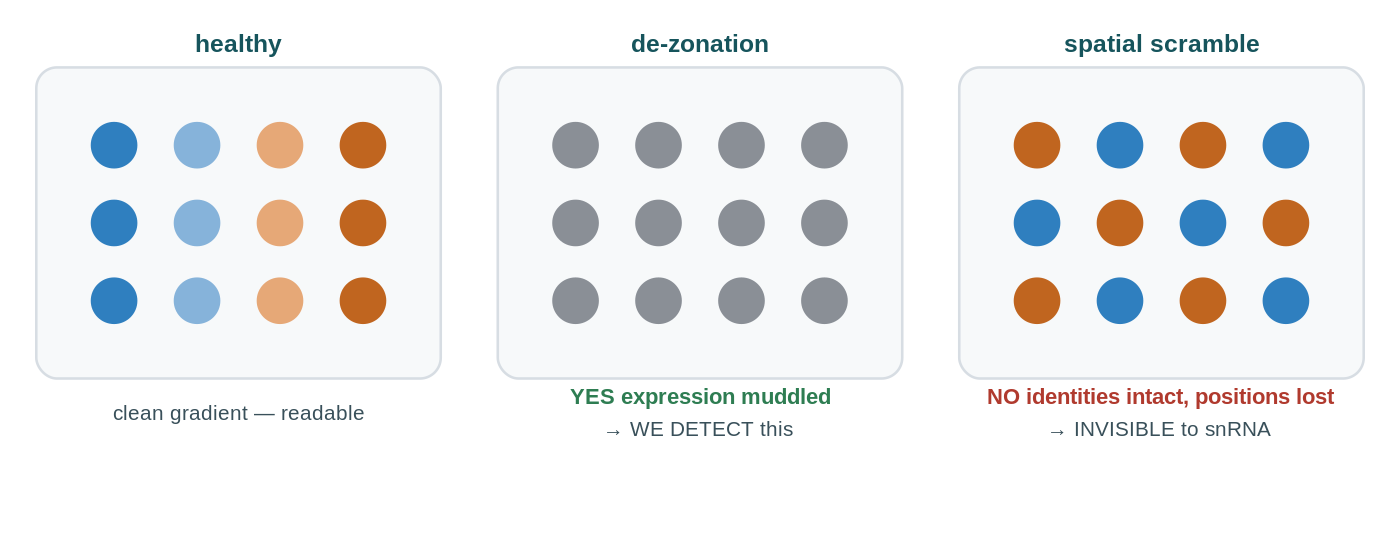 healthy
de-zonation
spatial scramble
clean gradient — readable
YES expression muddled
→ WE DETECT this
NO identities intact, positions lost
→ INVISIBLE to snRNA